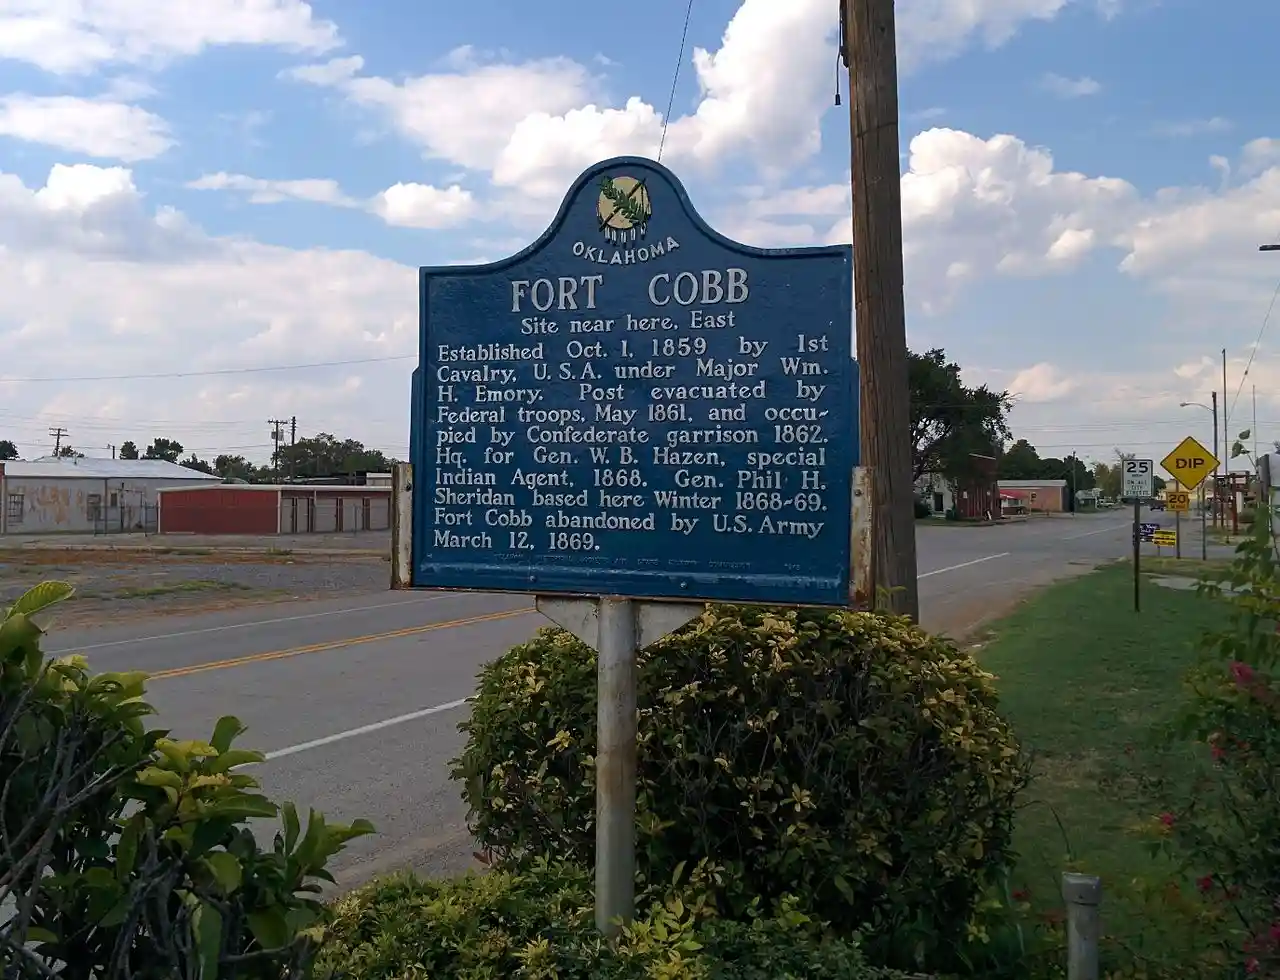 OKLAHOMA
FORT COBB
Site near here, East
Established Oct. 1, 1859 by 1st
Cavalry, U.S.A. under Major Wm.
H. Emory. Post evacuated by
Federal troops, May 1861, and occu-
pied by Confederate garrison 1862.
Hq. for Gen. W. B. Hazen, special
Indian Agent, 1868. Gen. Phil H.
Sheridan based here Winter 1868-69.
Fort Cobb abandoned by U.S. Army
March 12, 1869.
DIP
25
20